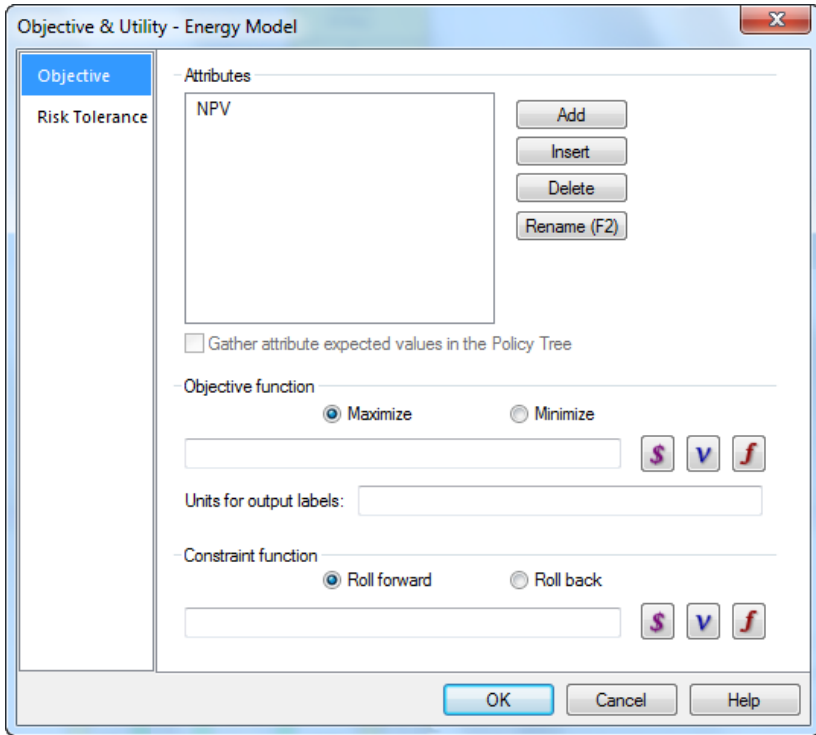 Objective & Utility - Energy Model
x
Objective
Risk Tolerance
Attributes
NPV
Add
Insert
Delete
Rename (F2)
Gather attribute expected values in the Policy Tree
Objective function
Maximize
Minimize
$ v f
Units for output labels:
Constraint function
Roll forward
Roll back
$ v f
OK
Cancel
Help